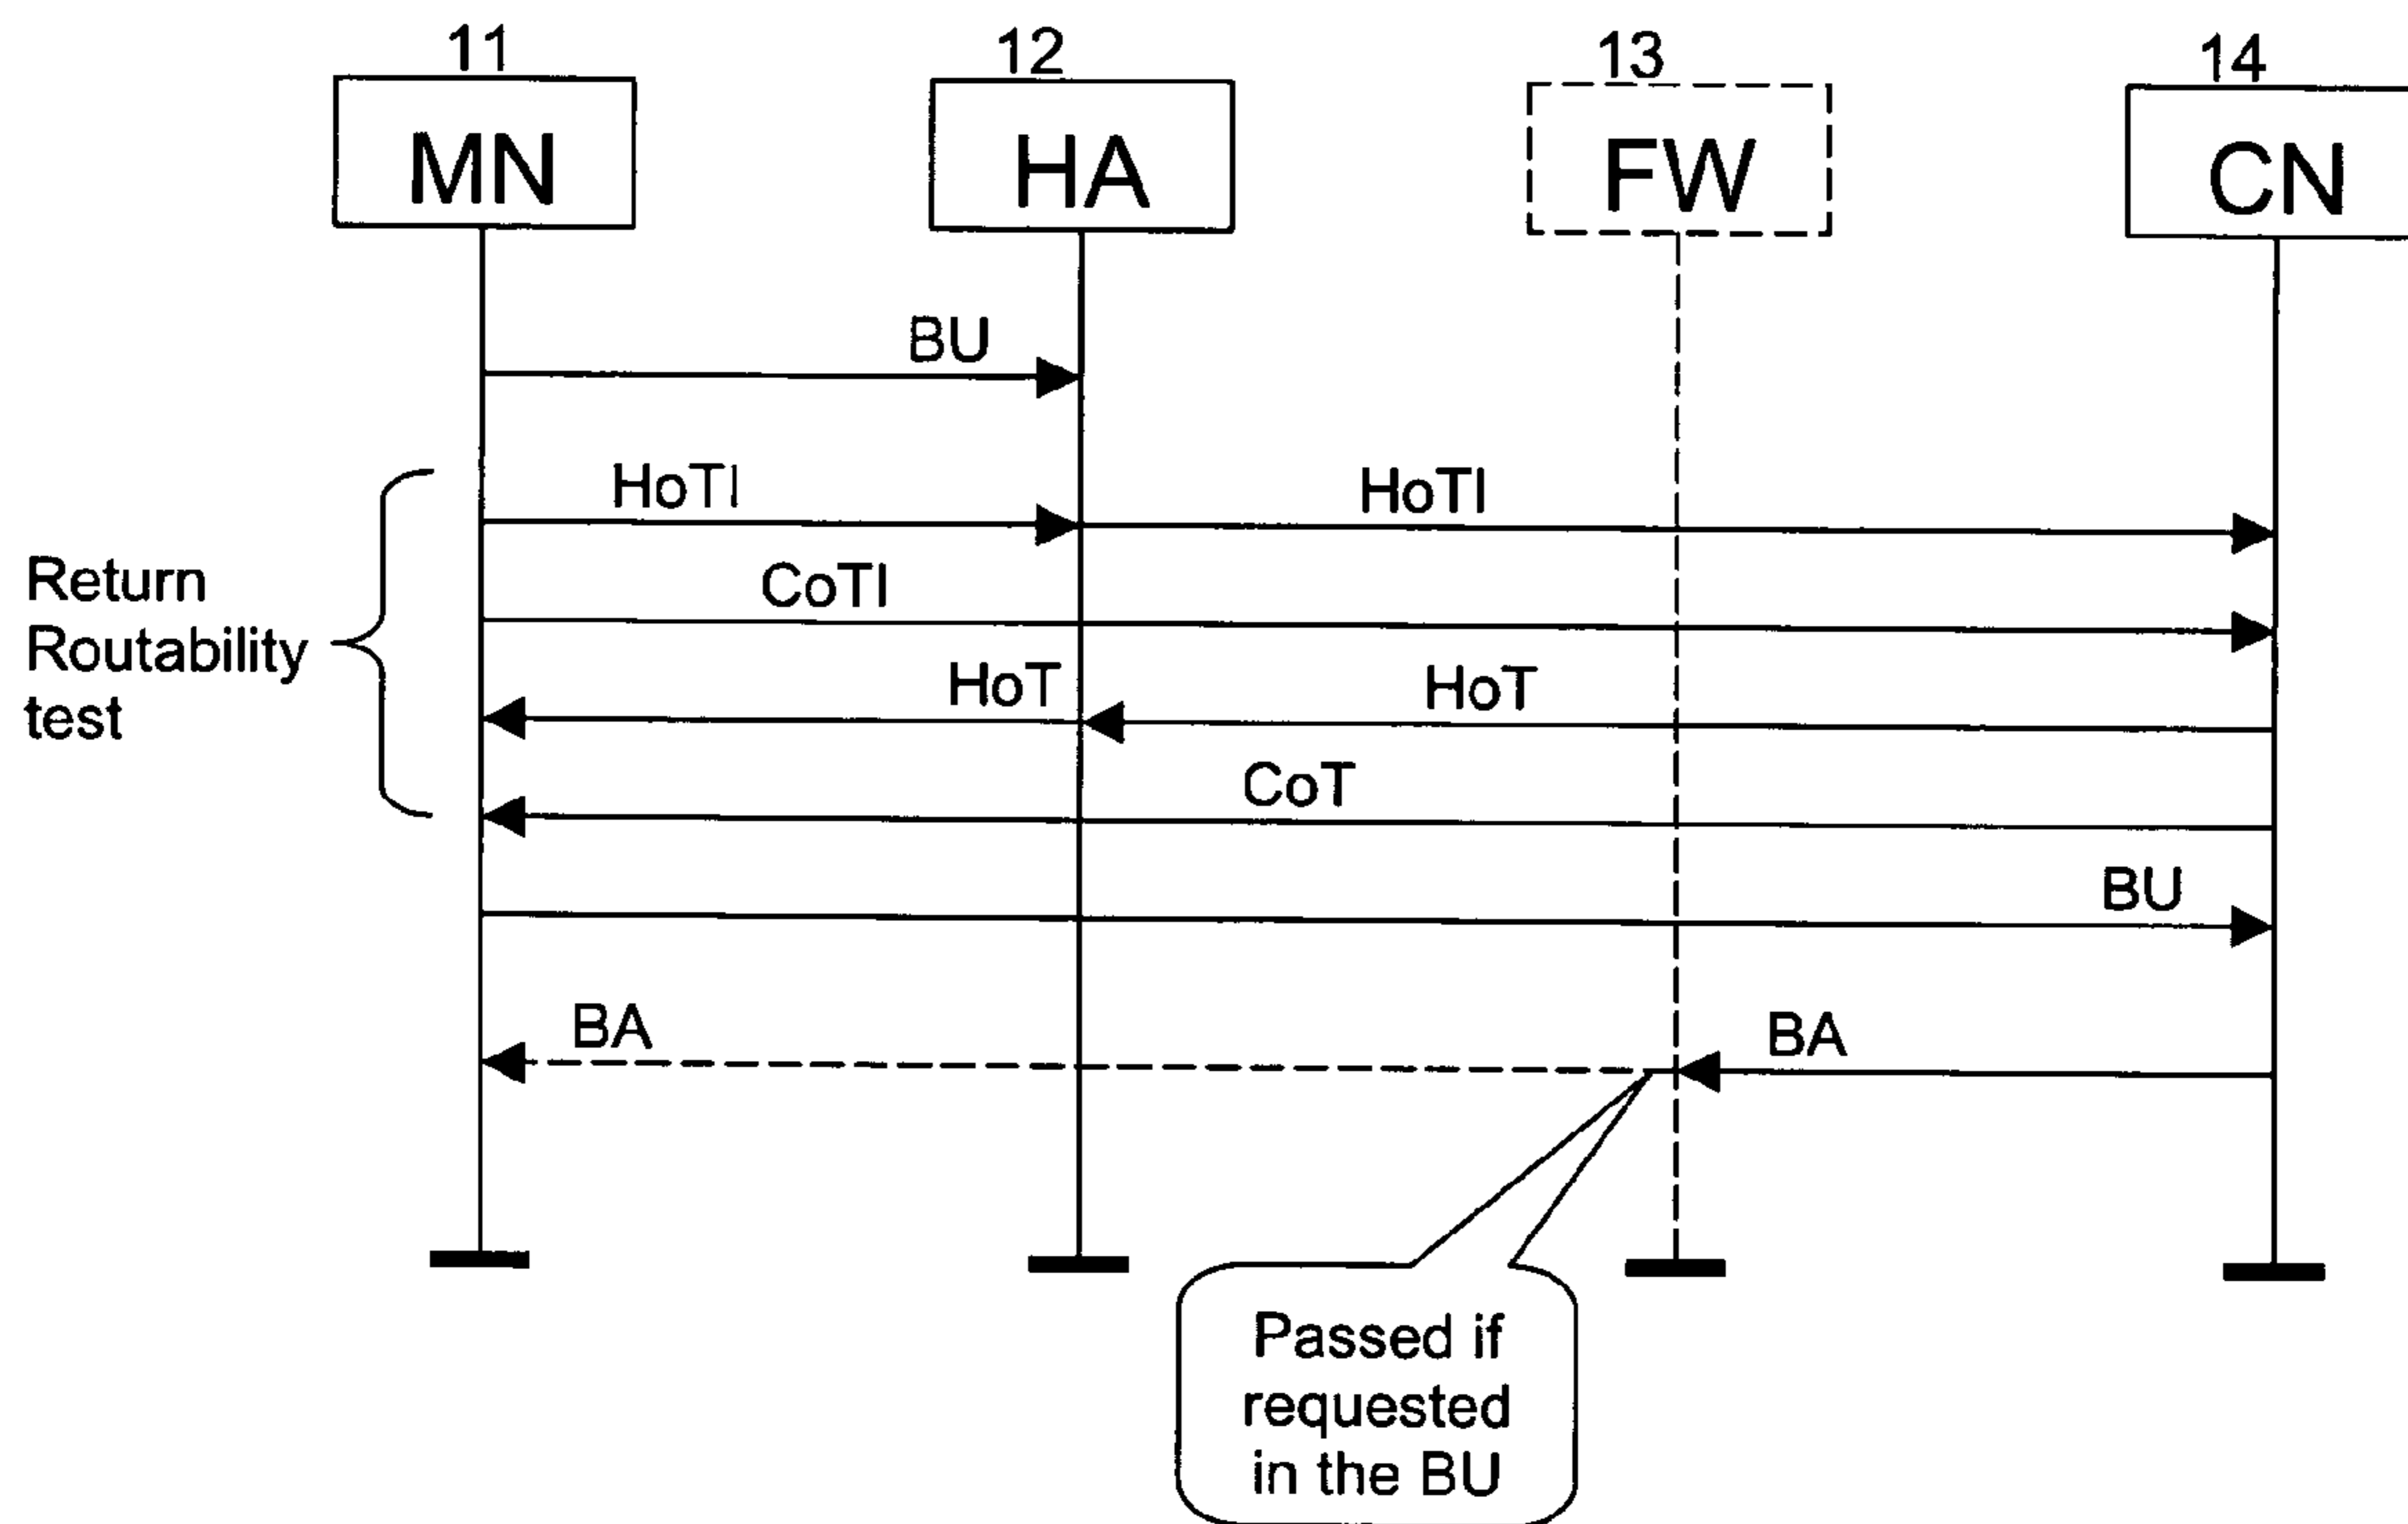 11
12
13
14
MN
HA
FW
CN
BU
HoTI
HoTI
CoTI
Return
Routability
test
HoT
HoT
CoT
BU
BA
BA
Passed if
requested
in the BU